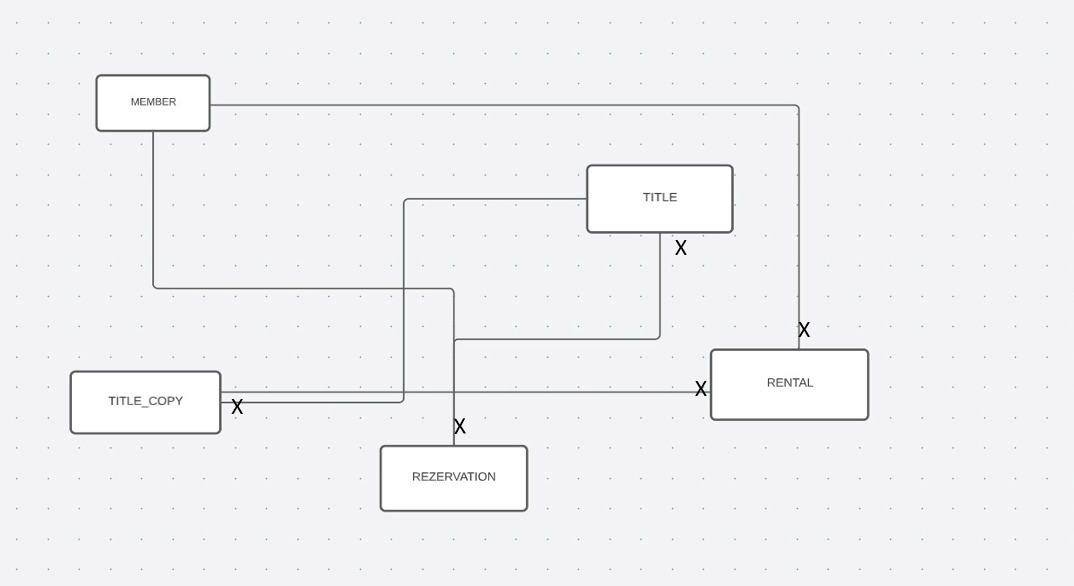 MEMBER
TITLE
X
X
RENTAL
X
TITLE_COPY
X
X
REZERVATION